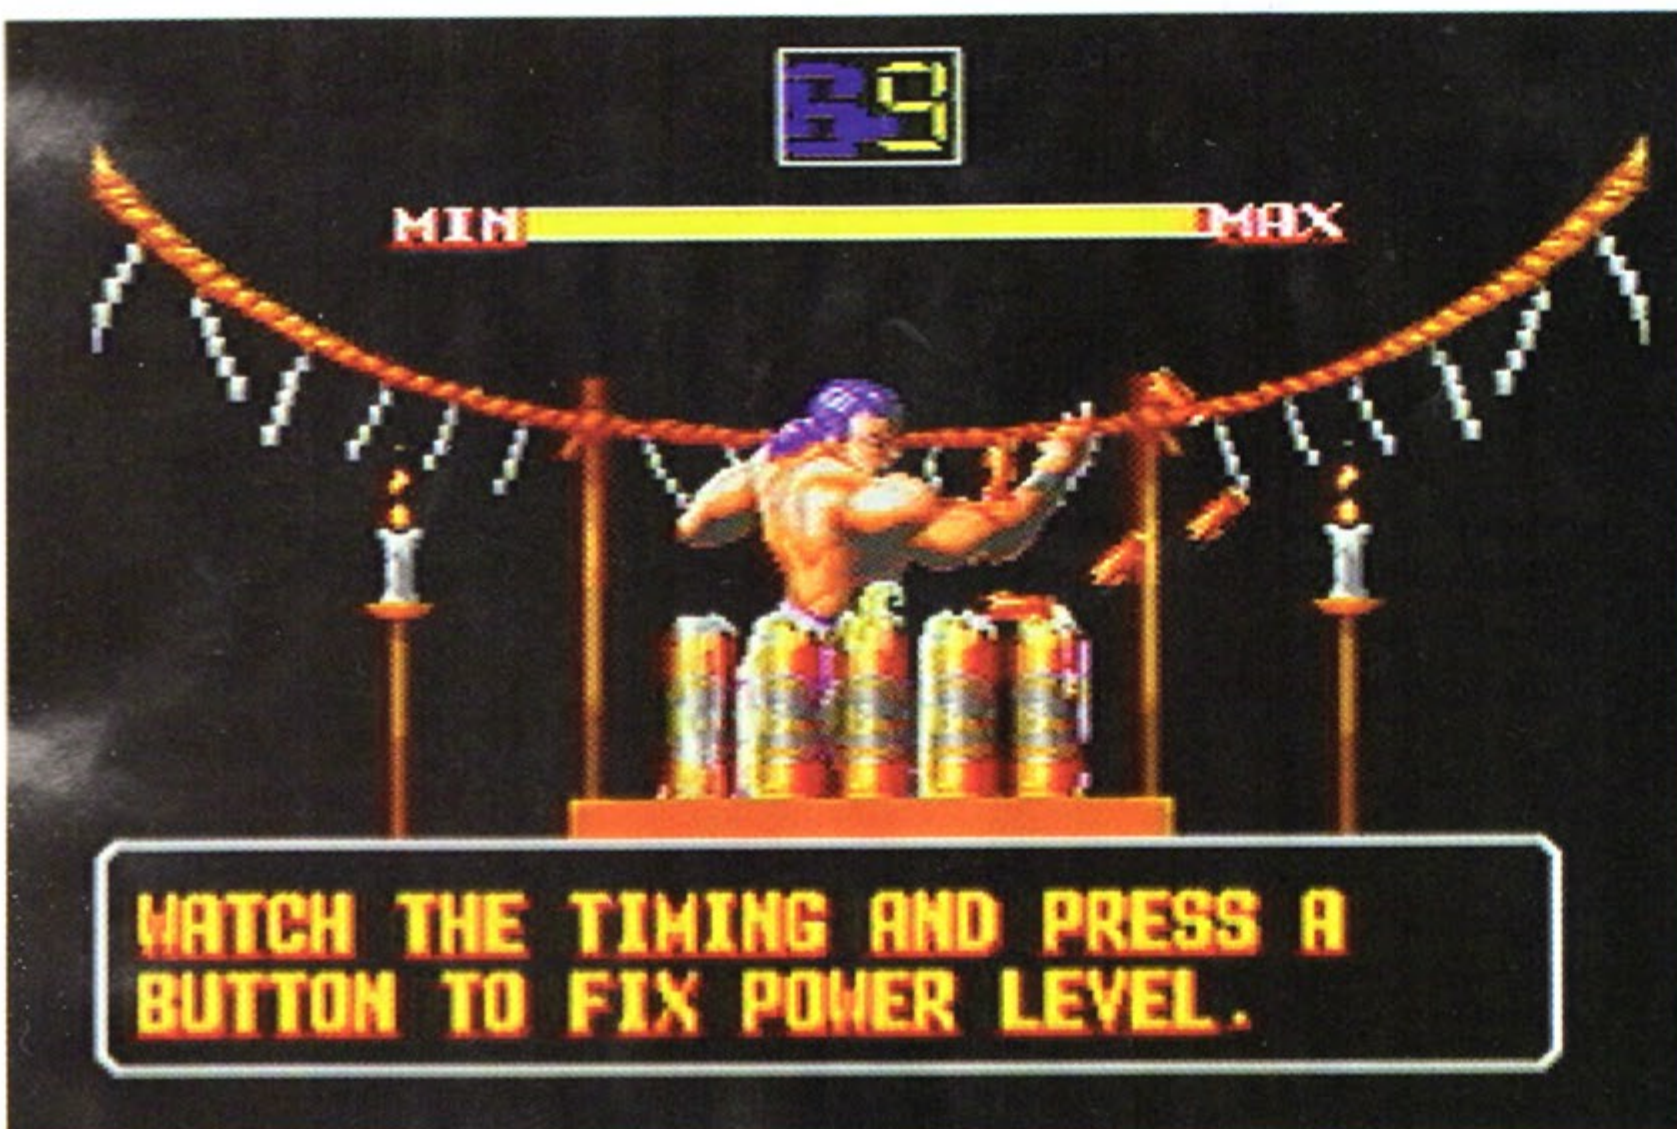 MIN MAX
WATCH THE TIMING AND PRESS A
BUTTON TO FIX POWER LEVEL.